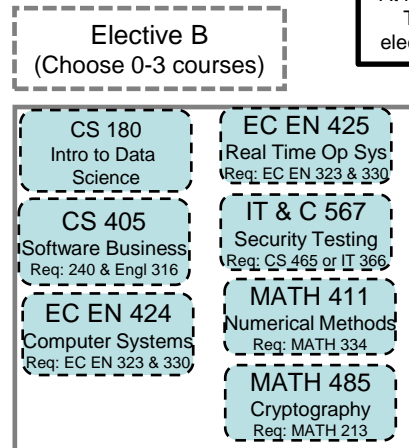 Elective B
(Choose 0-3 courses)
CS 180
Intro to Data
Science
CS 405
Software Business
Req: 240 & Engl 316
EC EN 424
Computer Systems
Req: EC EN 323 & 330
EC EN 425
Real Time Op Sys
Req: EC EN 323 & 330
IT & C 567
Security Testing
Req: CS 465 or IT 366
MATH 411
Numerical Methods
Req: MATH 334
MATH 485
Cryptography
Req: MATH 213